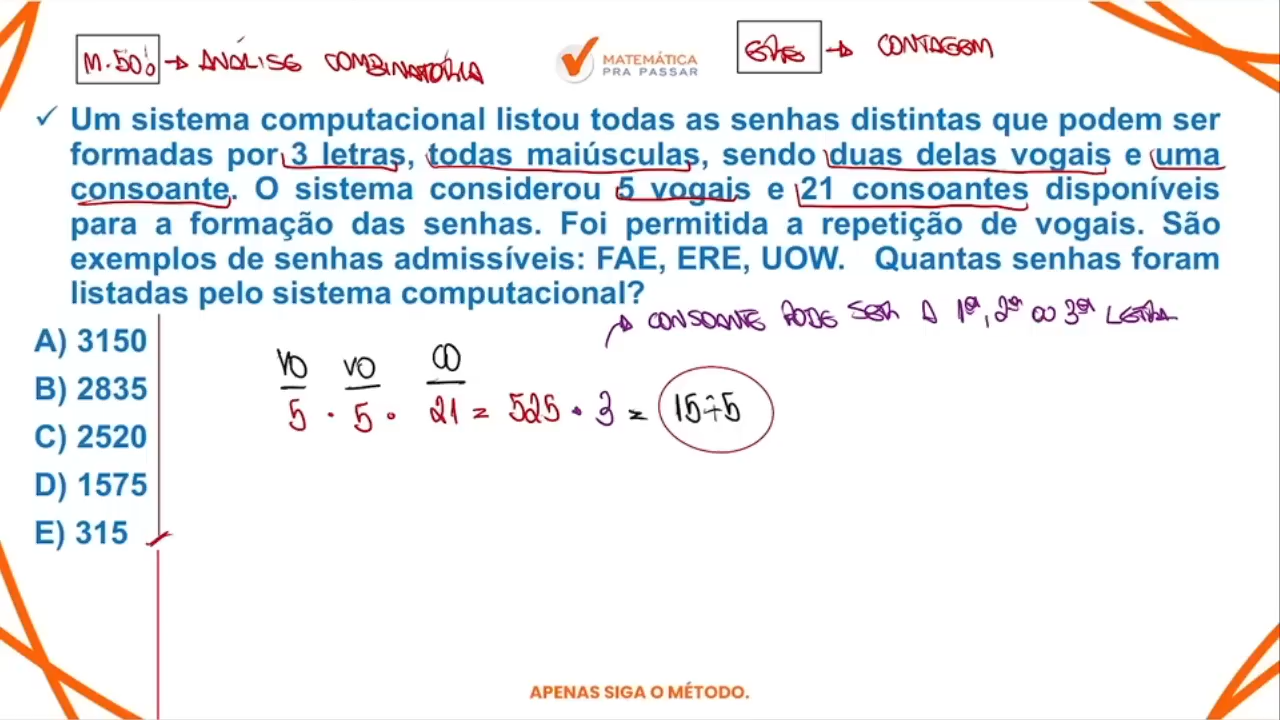 M.50% → ANÁLISE COMBINATÓRIA
MATEMÁTICA
PRA PASSAR
→ CONTAGEM
✓ Um sistema computacional listou todas as senhas distintas que podem ser
formadas por 3 letras, todas maiúsculas, sendo duas delas vogais e uma
consoante. O sistema considerou 5 vogais e 21 consoantes disponíveis
para a formação das senhas. Foi permitida a repetição de vogais. São
exemplos de senhas admissíveis: FAE, ERE, UOW. Quantas senhas foram
listadas pelo sistema computacional?
→ CONSOANTE PODE SER A 1ª, 2ª OU 3ª LETRA
A) 3150
B) 2835
C) 2520
D) 1575
E) 315
VO VO CO
5 · 5 · 21 = 525 · 3 = 1575
APENAS SIGA O MÉTODO.